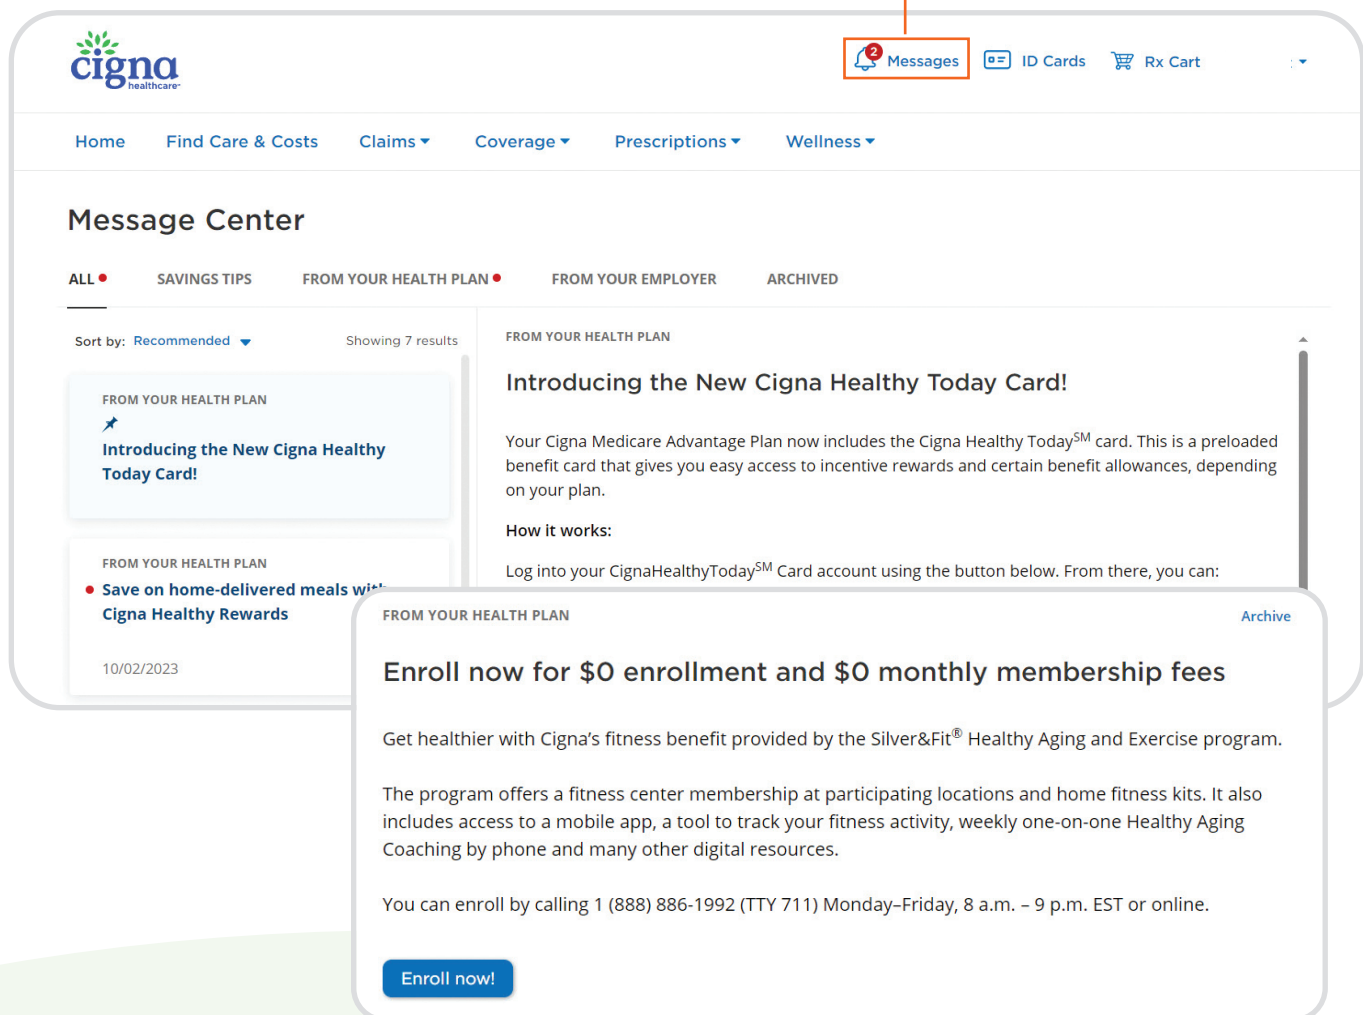 cigna
healthcare
2
Messages
ID Cards
Rx Cart
Home
Find Care & Costs
Claims
Coverage
Prescriptions
Wellness
Message Center
ALL
SAVINGS TIPS
FROM YOUR HEALTH PLAN
FROM YOUR EMPLOYER
ARCHIVED
Sort by: Recommended
Showing 7 results
FROM YOUR HEALTH PLAN
Introducing the New Cigna Healthy
Today Card!
FROM YOUR HEALTH PLAN
Save on home-delivered meals with
Cigna Healthy Rewards
10/02/2023
FROM YOUR HEALTH PLAN
Introducing the New Cigna Healthy Today Card!
Your Cigna Medicare Advantage Plan now includes the Cigna Healthy Today℠ card. This is a preloaded
benefit card that gives you easy access to incentive rewards and certain benefit allowances, depending
on your plan.
How it works:
Log into your CignaHealthyToday℠ Card account using the button below. From there, you can:
FROM YOUR HEALTH PLAN
Archive
Enroll now for $0 enrollment and $0 monthly membership fees
Get healthier with Cigna’s fitness benefit provided by the Silver&Fit® Healthy Aging and Exercise program.
The program offers a fitness center membership at participating locations and home fitness kits. It also
includes access to a mobile app, a tool to track your fitness activity, weekly one-on-one Healthy Aging
Coaching by phone and many other digital resources.
You can enroll by calling 1 (888) 886-1992 (TTY 711) Monday–Friday, 8 a.m. – 9 p.m. EST or online.
Enroll now!